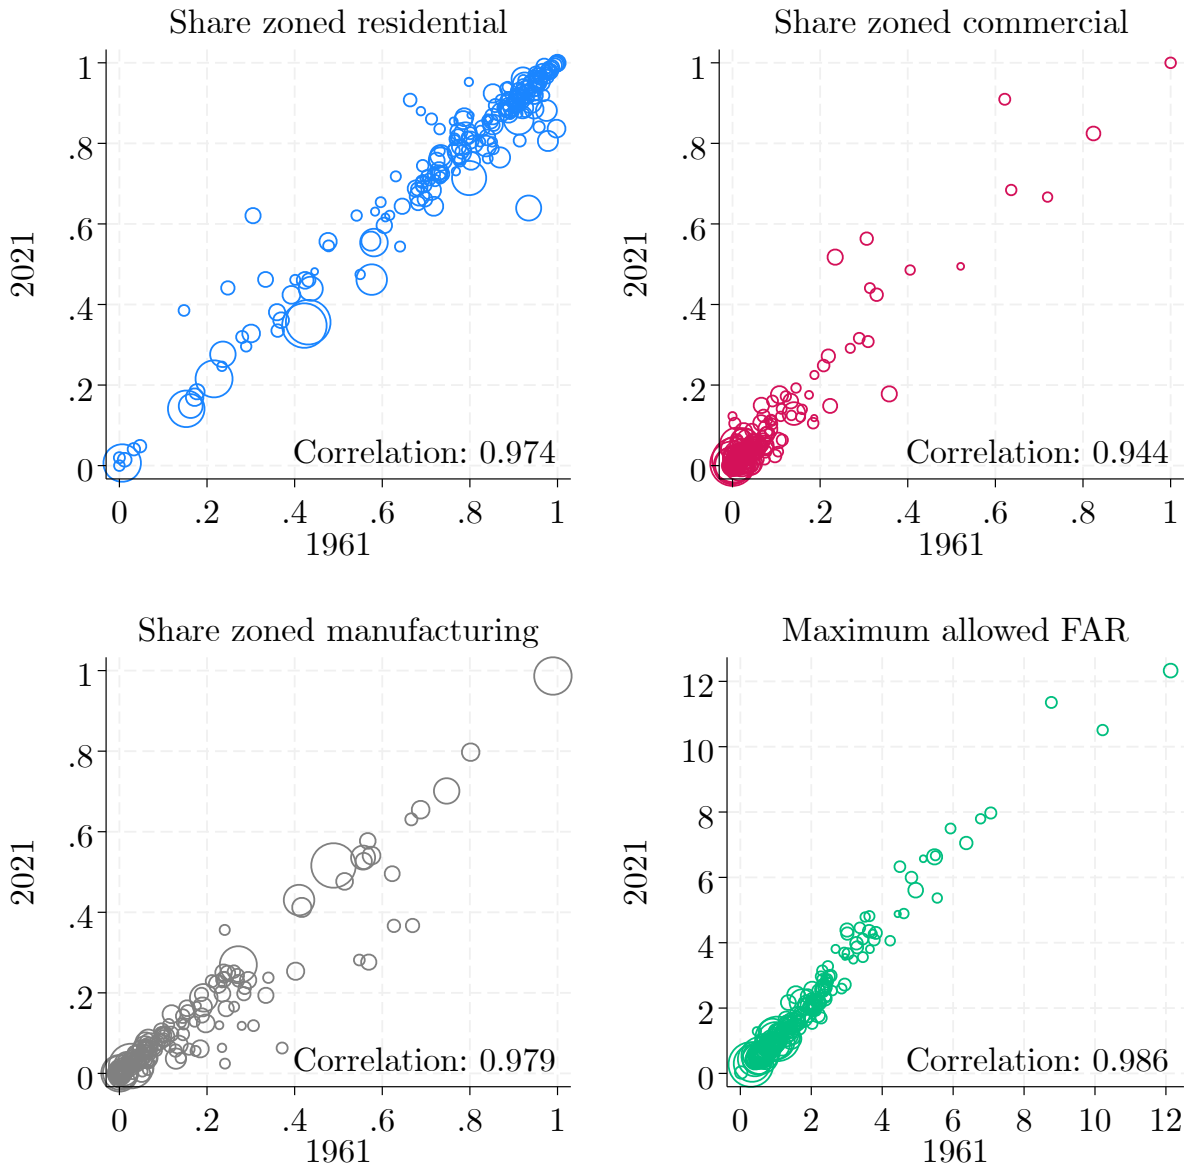 Share zoned residential
1
.8
.6
.4
.2
0
2021
0 .2 .4 .6 .8 1
1961
Correlation: 0.974
Share zoned commercial
1
.8
.6
.4
.2
0
2021
0 .2 .4 .6 .8 1
1961
Correlation: 0.944
Share zoned manufacturing
1
.8
.6
.4
.2
0
2021
0 .2 .4 .6 .8 1
1961
Correlation: 0.979
Maximum allowed FAR
12
10
8
6
4
2
0
2021
0 2 4 6 8 10 12
1961
Correlation: 0.986